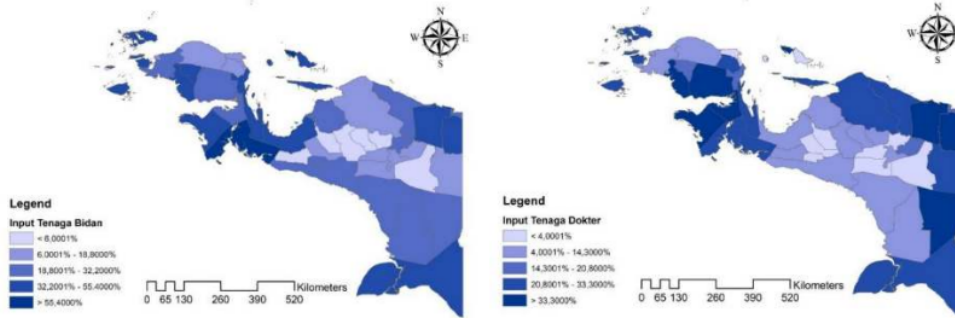 N
W E
S
Legend
Input Tenaga Bidan
< 6,0001%
6,0001% - 18,8000%
18,8001% - 32,2000%
32,2001% - 55,4000%
> 55,4000%
Kilometers
0 65 130 260 390 520
N
W E
S
Legend
Input Tenaga Dokter
< 4,0001%
4,0001% - 14,3000%
14,3001% - 20,8000%
20,8001% - 33,3000%
> 33,3000%
Kilometers
0 65 130 260 390 520